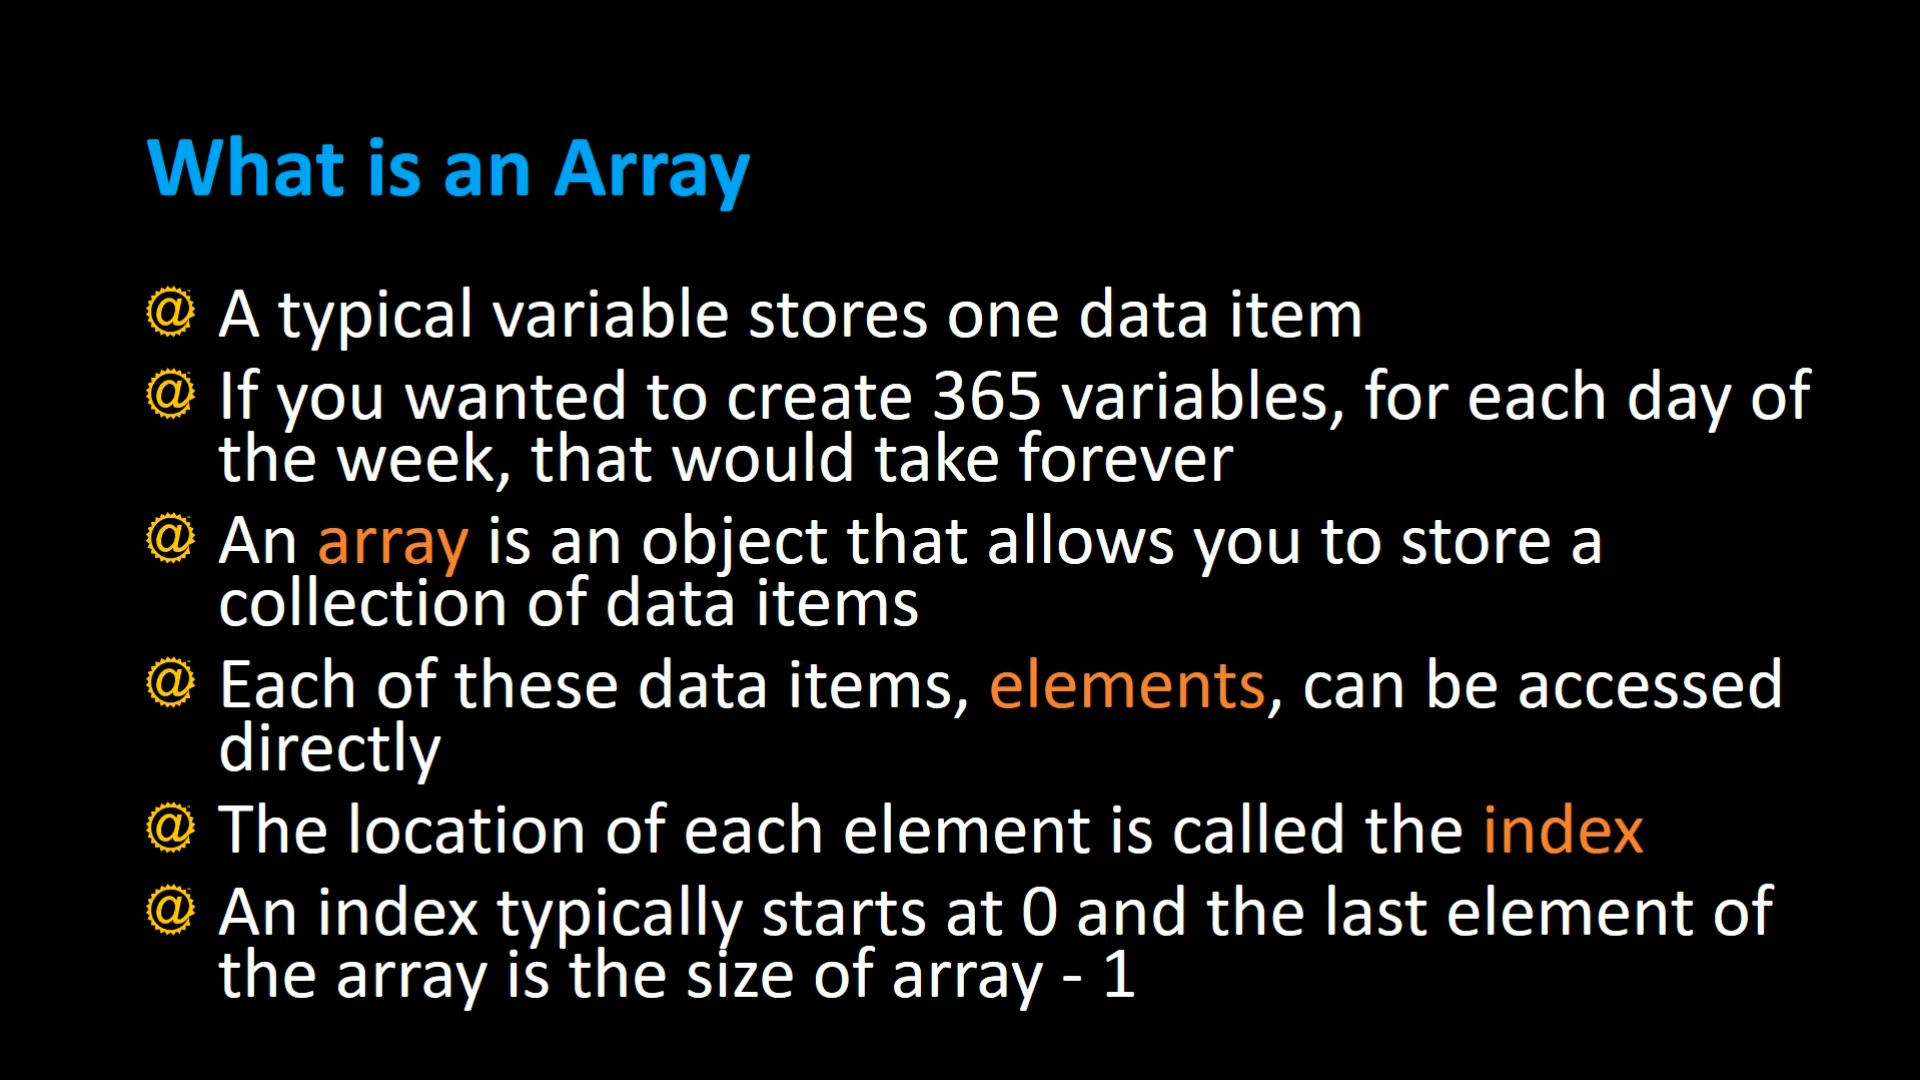 What is an Array
@ A typical variable stores one data item
@ If you wanted to create 365 variables, for each day of
the week, that would take forever
@ An array is an object that allows you to store a
collection of data items
@ Each of these data items, elements, can be accessed
directly
@ The location of each element is called the index
@ An index typically starts at 0 and the last element of
the array is the size of array - 1